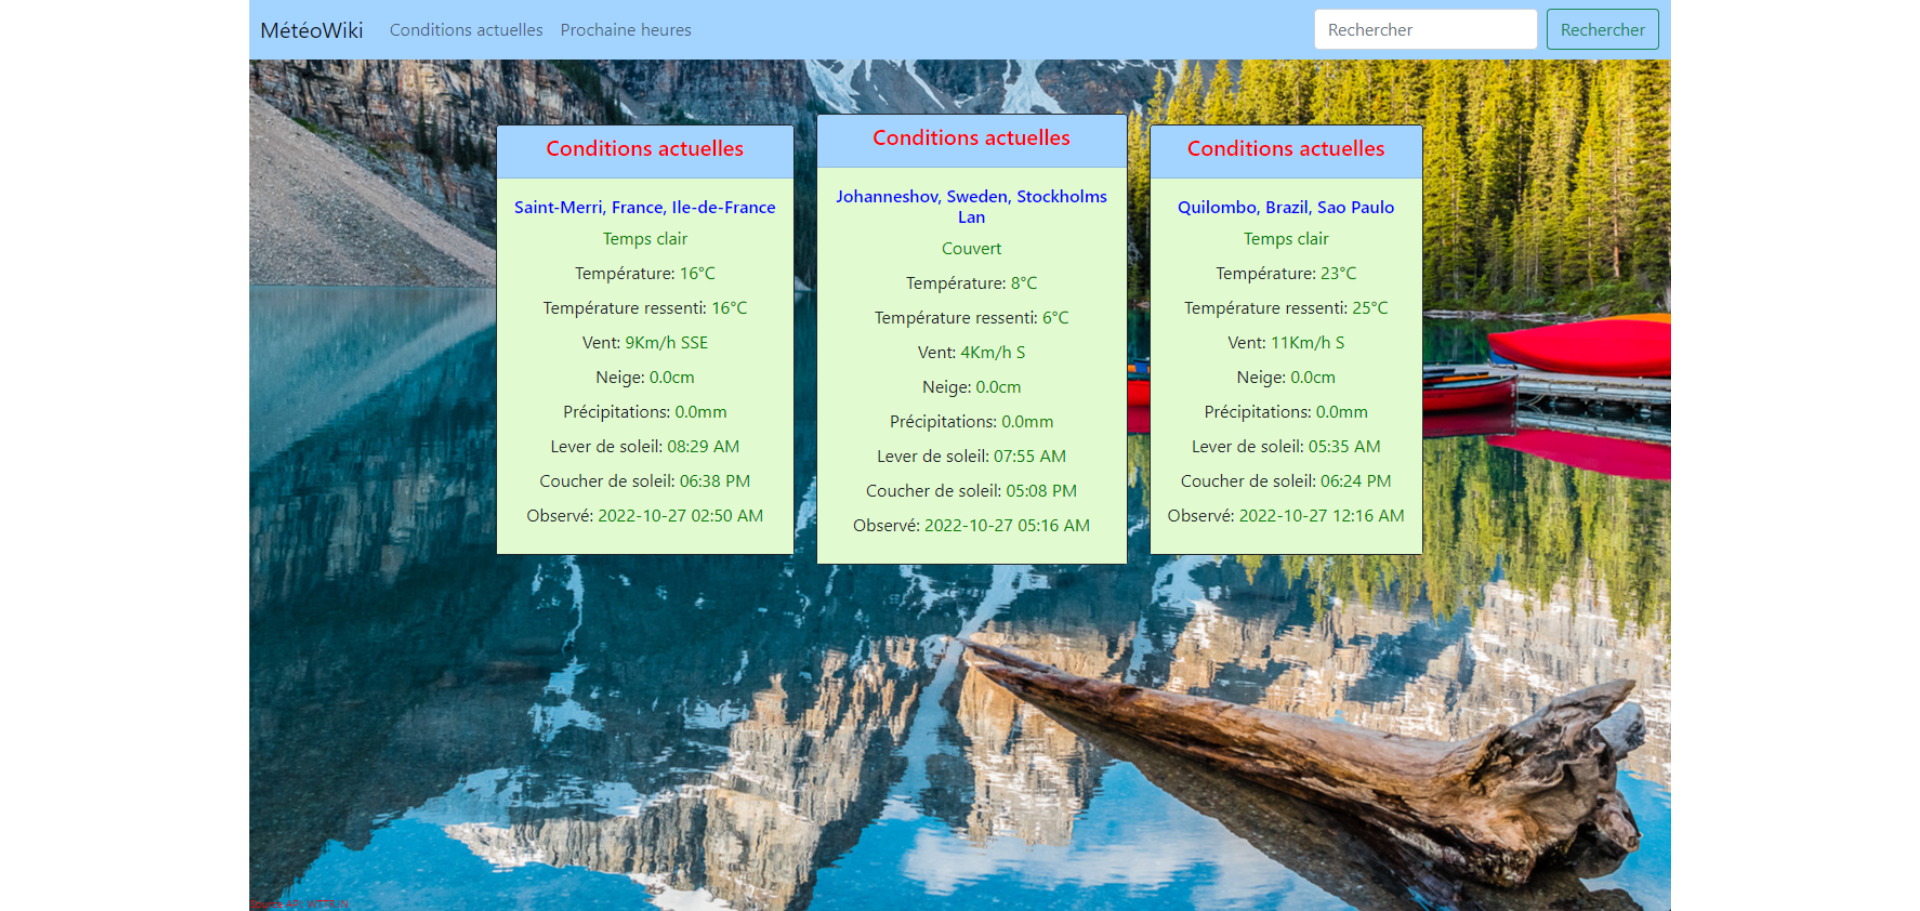 MétéoWiki Conditions actuelles Prochaine heures Rechercher Rechercher
Conditions actuelles
Saint-Merri, France, Ile-de-France
Temps clair
Température: 16°C
Température ressenti: 16°C
Vent: 9Km/h SSE
Neige: 0.0cm
Précipitations: 0.0mm
Lever de soleil: 08:29 AM
Coucher de soleil: 06:38 PM
Observé: 2022-10-27 02:50 AM
Conditions actuelles
Johanneshov, Sweden, Stockholms
Lan
Couvert
Température: 8°C
Température ressenti: 6°C
Vent: 4Km/h S
Neige: 0.0cm
Précipitations: 0.0mm
Lever de soleil: 07:55 AM
Coucher de soleil: 05:08 PM
Observé: 2022-10-27 05:16 AM
Conditions actuelles
Quilombo, Brazil, Sao Paulo
Temps clair
Température: 23°C
Température ressenti: 25°C
Vent: 11Km/h S
Neige: 0.0cm
Précipitations: 0.0mm
Lever de soleil: 05:35 AM
Coucher de soleil: 06:24 PM
Observé: 2022-10-27 12:16 AM